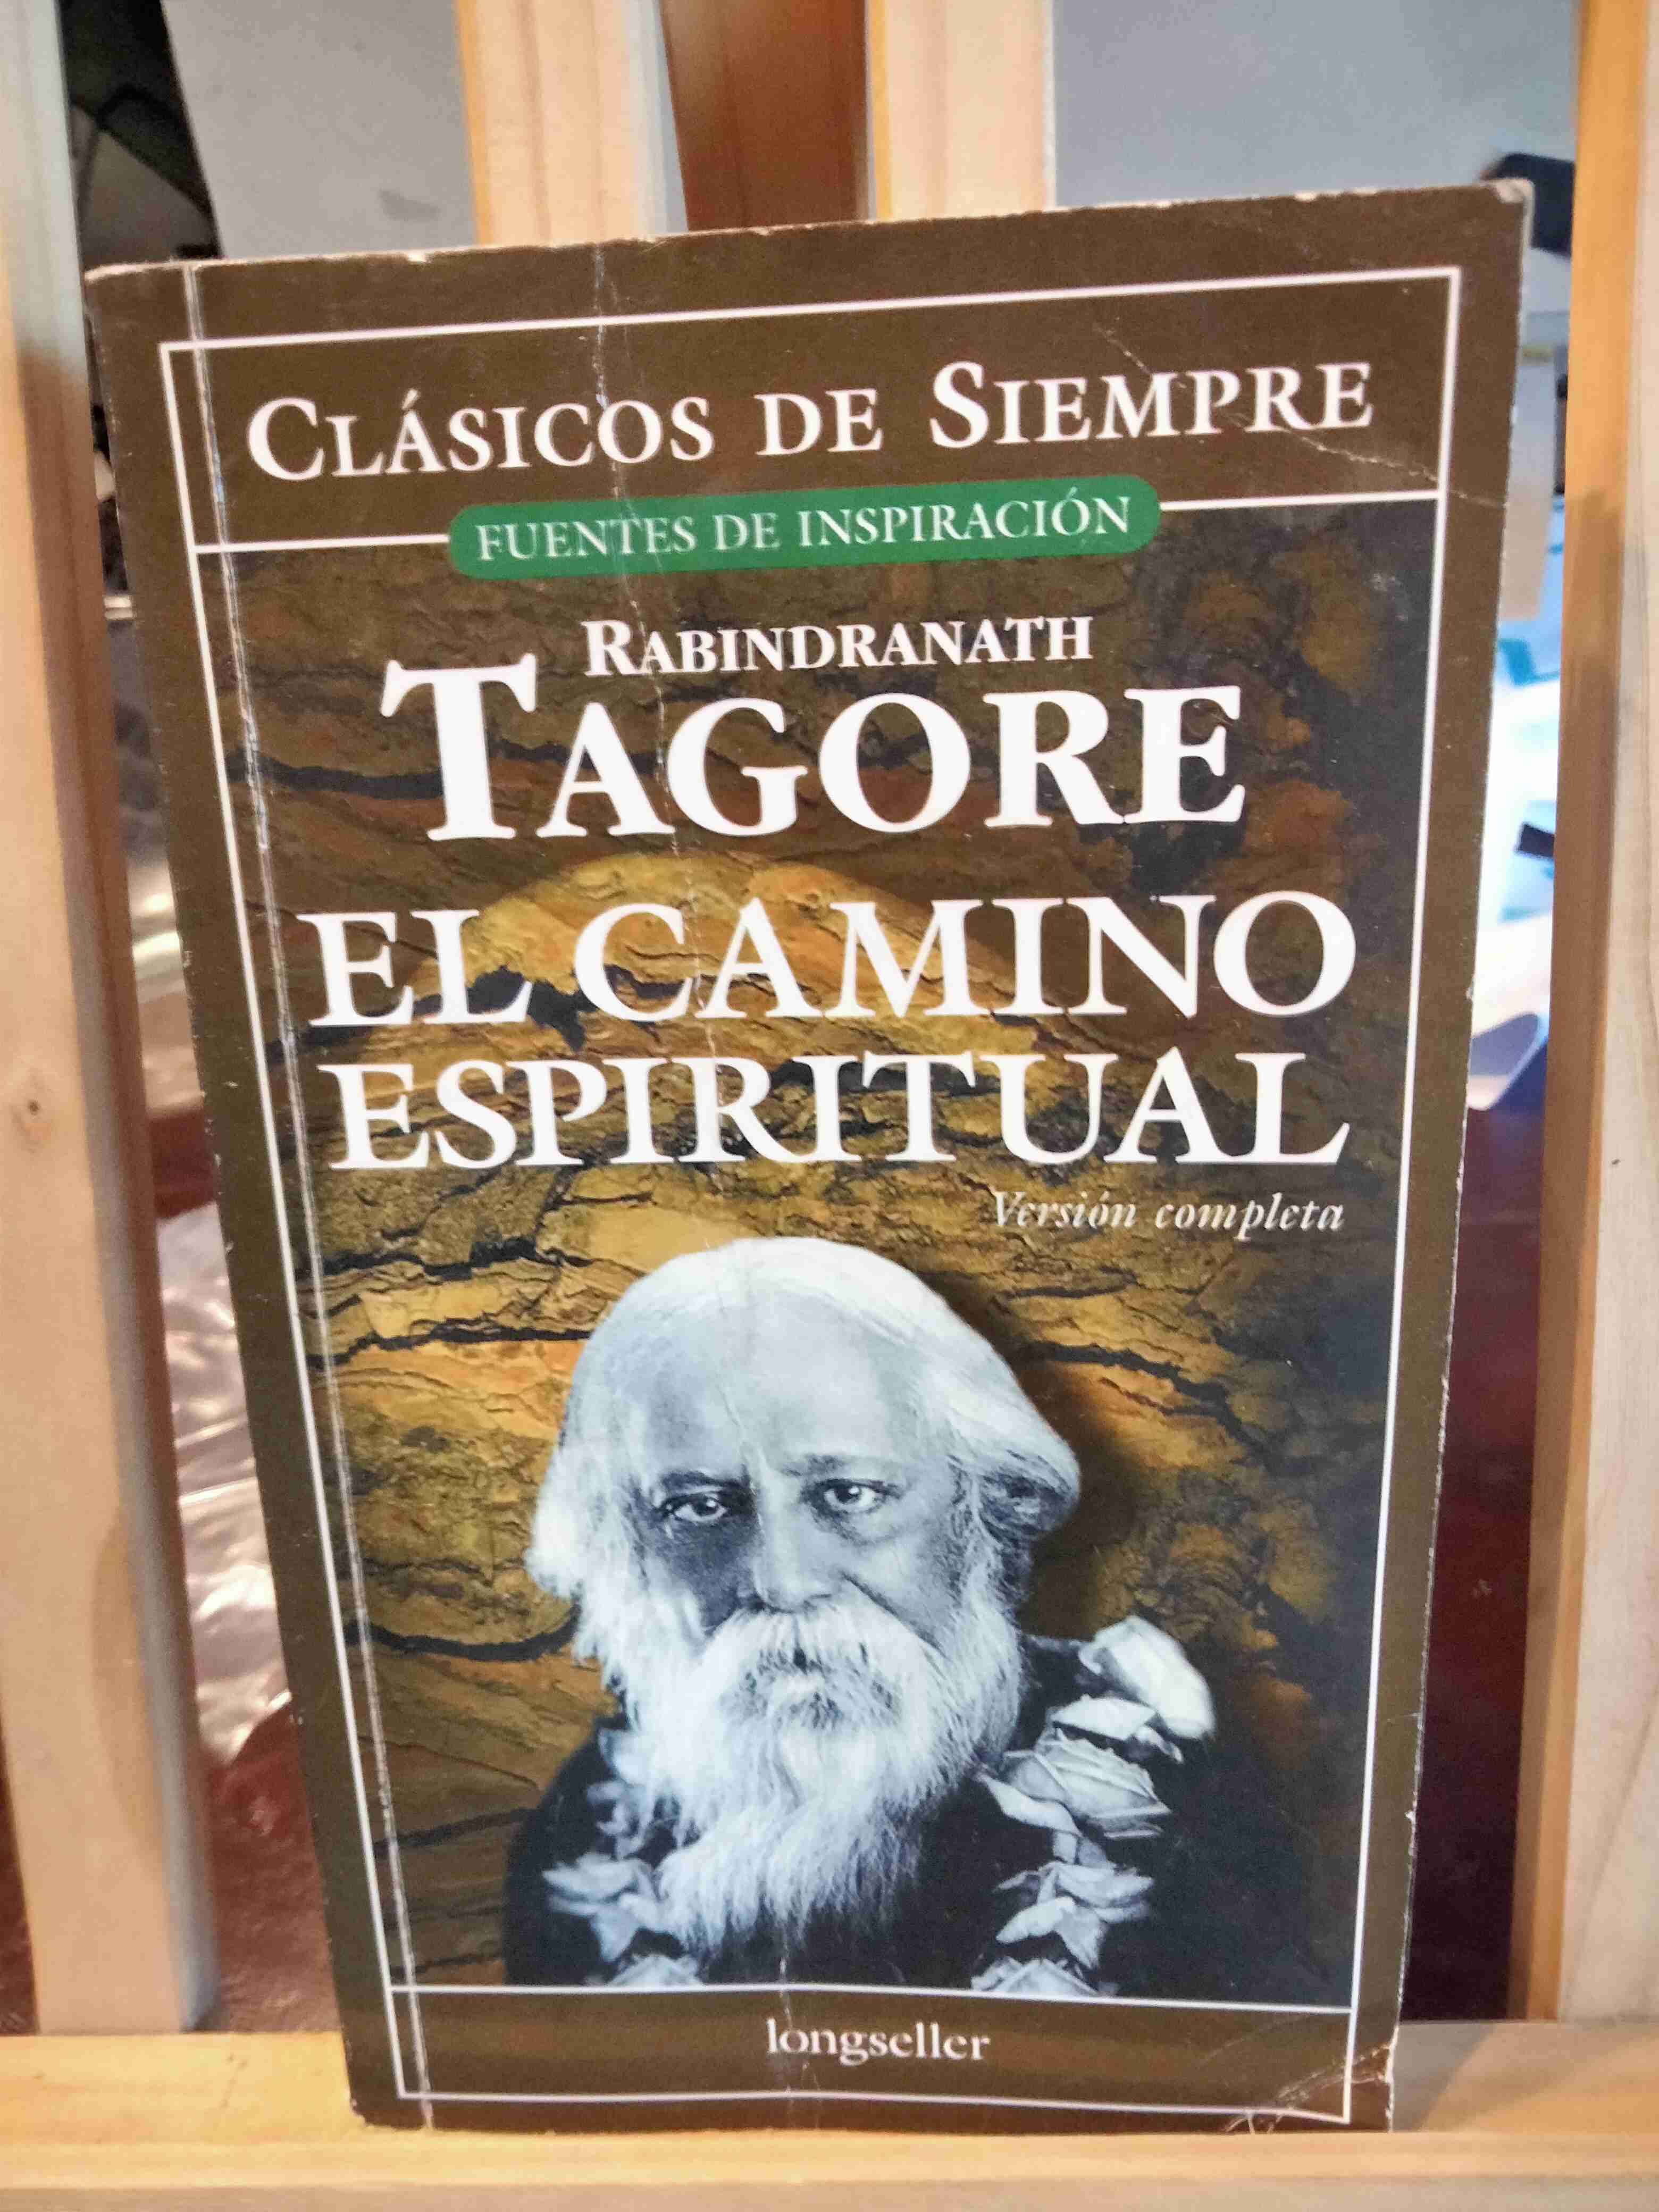 CLÁSICOS DE SIEMPRE
FUENTES DE INSPIRACIÓN
RABINDRANATH
TAGORE
EL CAMINO
ESPIRITUAL
Versión completa
longseller